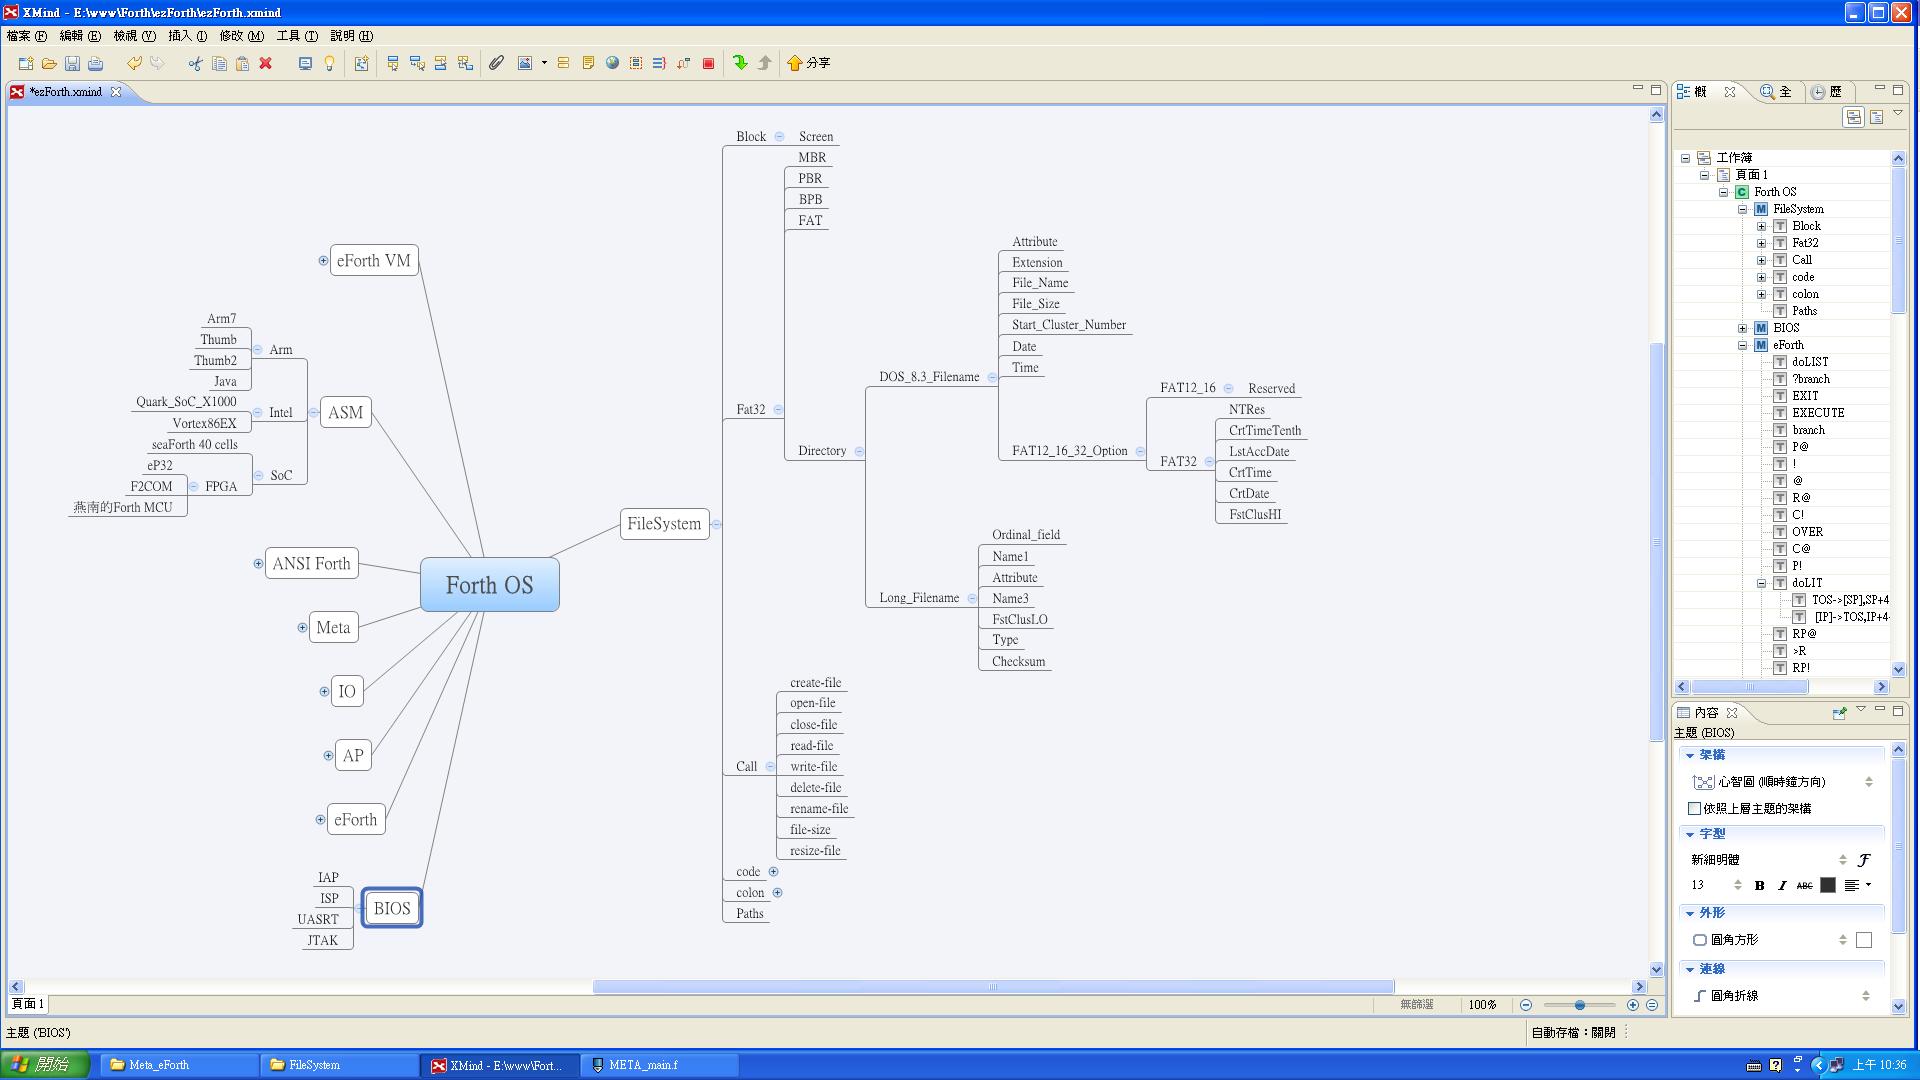 XMind - E:\www\Forth\ezForth\ezForth.xmind
檔案 (F) 編輯 (E) 檢視 (V) 插入 (I) 修改 (M) 工具 (T) 說明 (H)
分享
*ezForth.xmind
Block
Screen
MBR
PBR
BPB
FAT
eForth VM
Arm7
Thumb
Thumb2
Java
Arm
Quark_SoC_X1000
Vortex86EX
Intel
ASM
seaForth 40 cells
eP32
F2COM
燕南的Forth MCU
FPGA
SoC
ANSI Forth
Meta
IO
AP
eForth
IAP
ISP
UASRT
JTAK
BIOS
Forth OS
FileSystem
Fat32
Directory
DOS_8.3_Filename
Attribute
Extension
File_Name
File_Size
Start_Cluster_Number
Date
Time
FAT12_16_32_Option
FAT12_16
Reserved
FAT32
NTRes
CrtTimeTenth
LstAccDate
CrtTime
CrtDate
FstClusHI
Long_Filename
Ordinal_field
Name1
Attribute
Name3
FstClusLO
Type
Checksum
Call
create-file
open-file
close-file
read-file
write-file
delete-file
rename-file
file-size
resize-file
code
colon
Paths
概 全 歷
工作簿
頁面 1
Forth OS
FileSystem
Block
Fat32
Call
code
colon
Paths
BIOS
eForth
doLIST
?branch
EXIT
EXECUTE
branch
P@
!
@
R@
C!
OVER
C@
P!
doLIT
TOS->[SP],SP+4
[IP]->TOS,IP+4
RP@
>R
RP!
內容
主題 (BIOS)
架構
心智圖 (順時鐘方向)
依照上層主題的架構
字型
新細明體
13 B I ABC
外形
圓角方形
連線
圓角折線
頁面 1
無篩選 100%
主題 ('BIOS')
自動存檔：關閉
開始 Meta_eForth FileSystem XMind - E:\www\Fort... META_main.f 上午 10:36